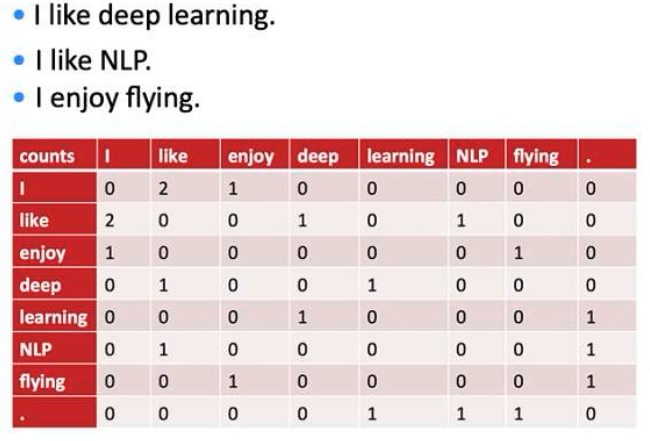 • I like deep learning.
• I like NLP.
• I enjoy flying.
counts I like enjoy deep learning NLP flying .
I 0 2 1 0 0 0 0 0
like 2 0 0 1 0 1 0 0
enjoy 1 0 0 0 0 0 1 0
deep 0 1 0 0 1 0 0 0
learning 0 0 0 1 0 0 0 1
NLP 0 1 0 0 0 0 0 1
flying 0 0 1 0 0 0 0 1
. 0 0 0 0 1 1 1 0